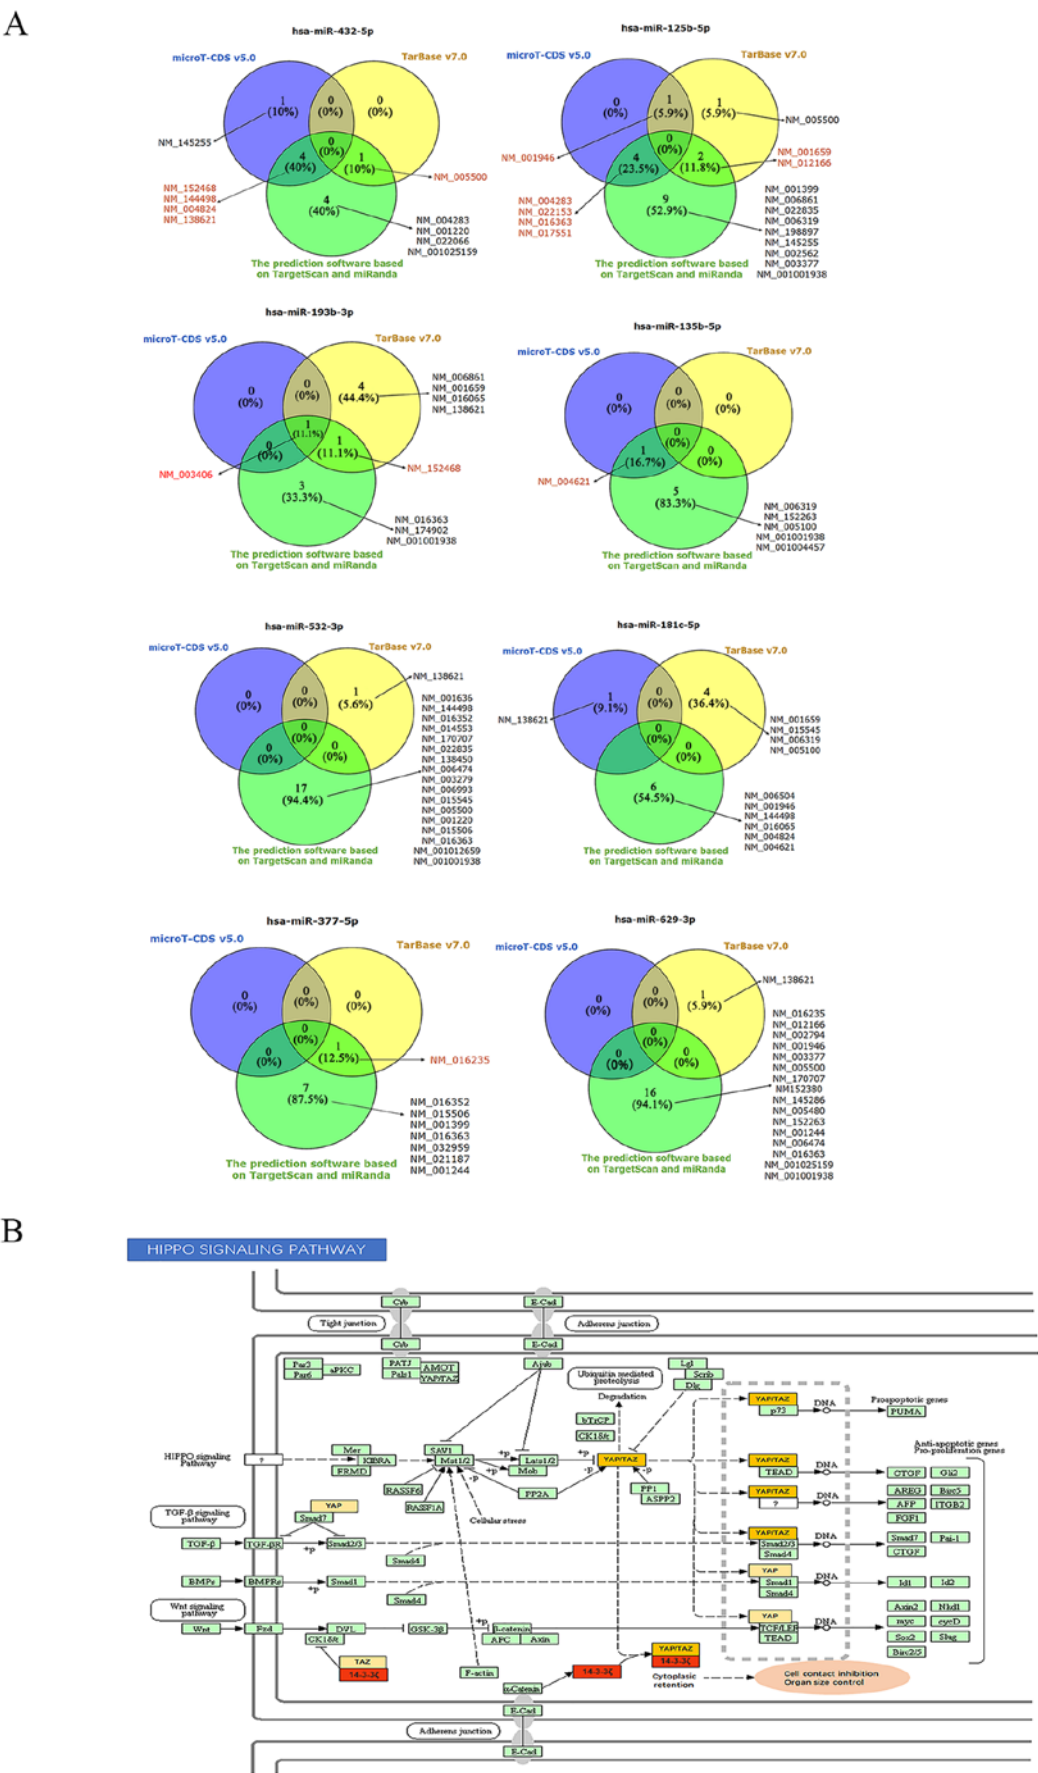 A
hsa-miR-432-5p
microT-CDS v5.0
TarBase v7.0
1
(10%)
0
(0%)
0
(0%)
NM_145255
4
(40%)
0
(0%)
1
(10%)
NM_005500
NM_152468
NM_144498
NM_004824
NM_138621
4
(40%)
NM_004283
NM_001220
NM_022066
NM_001025159
The prediction software based
on TargetScan and miRanda
hsa-miR-125b-5p
microT-CDS v5.0
TarBase v7.0
0
(0%)
1
(5.9%)
1
(5.9%)
NM_005500
NM_001946
4
(23.5%)
0
(0%)
2
(11.8%)
NM_001659
NM_012166
NM_004283
NM_022153
NM_016363
NM_017551
9
(52.9%)
NM_001399
NM_006861
NM_022835
NM_006319
NM_198897
NM_145255
NM_002562
NM_003377
NM_001001938
The prediction software based
on TargetScan and miRanda
hsa-miR-193b-3p
microT-CDS v5.0
TarBase v7.0
0
(0%)
0
(0%)
4
(44.4%)
NM_006861
NM_001659
NM_016065
NM_138621
0
(0%)
1
(11.1%)
1
(11.1%)
NM_003406
NM_152468
3
(33.3%)
NM_016363
NM_174902
NM_001001938
The prediction software based
on TargetScan and miRanda
hsa-miR-135b-5p
microT-CDS v5.0
TarBase v7.0
0
(0%)
0
(0%)
0
(0%)
1
(16.7%)
0
(0%)
0
(0%)
NM_004621
5
(83.3%)
NM_006319
NM_152263
NM_005100
NM_001001938
NM_001004457
The prediction software based
on TargetScan and miRanda
hsa-miR-532-3p
microT-CDS v5.0
TarBase v7.0
0
(0%)
0
(0%)
1
(5.6%)
NM_138621
0
(0%)
0
(0%)
0
(0%)
17
(94.4%)
NM_001636
NM_144498
NM_016352
NM_014553
NM_170707
NM_022835
NM_138450
NM_006474
NM_003279
NM_006993
NM_015545
NM_005500
NM_001220
NM_015506
NM_016363
NM_001012659
NM_001001938
The prediction software based
on TargetScan and miRanda
hsa-miR-181c-5p
microT-CDS v5.0
TarBase v7.0
1
(9.1%)
0
(0%)
4
(36.4%)
NM_138621
NM_001659
NM_015545
NM_006319
NM_005100
0
(0%)
0
(0%)
6
(54.5%)
NM_006504
NM_001946
NM_144498
NM_016065
NM_004824
NM_004621
The prediction software based
on TargetScan and miRanda
hsa-miR-377-5p
microT-CDS v5.0
TarBase v7.0
0
(0%)
0
(0%)
0
(0%)
0
(0%)
0
(0%)
1
(12.5%)
NM_016235
7
(87.5%)
NM_016352
NM_015506
NM_001399
NM_016363
NM_032959
NM_021187
NM_001244
The prediction software based
on TargetScan and miRanda
hsa-miR-629-3p
microT-CDS v5.0
TarBase v7.0
0
(0%)
0
(0%)
1
(5.9%)
NM_138621
0
(0%)
0
(0%)
0
(0%)
16
(94.1%)
NM_016235
NM_012166
NM_002794
NM_001946
NM_003377
NM_005500
NM_170707
NM152380
NM_145286
NM_005480
NM_152263
NM_001244
NM_006474
NM_016363
NM_001025159
NM_001001938
The prediction software based
on TargetScan and miRanda
B
HIPPO SIGNALING PATHWAY
Crb
E-Cad
Tight junction
Adherens junction
Crb
E-Cad
Par3
Par6
aPKC
PATJ
Pals1
AMOT
YAP/TAZ
Ajub
Ubiquitin mediated
proteolysis
Lgl
Scrib
Dlg
Degradation
bTrCP
CK1δ/ε
YAP/TAZ
p73
DNA
Proapoptotic genes
PUMA
HIPPO signaling
Pathway
?
Mer
KIBRA
FRMD
SAV1
Mst1/2
+p
+p
Lats1/2
Mob
+p
YAP/TAZ
-p
-p
PP2A
PP1
ASPP2
RASSF6
RASSF1A
Cellular stress
YAP/TAZ
TEAD
DNA
Anti-apoptotic genes
Pro-proliferation genes
CTGF
Gli2
YAP/TAZ
?
DNA
AREG
Birc5
AFP
ITGB2
FGF1
TGF-β signaling
pathway
YAP
Smad7
TGF-β
TGF-βR
+p
Smad2/3
Smad4
YAP/TAZ
Smad2/3
Smad4
DNA
Smad7
Pai-1
CTGF
BMPs
BMPRs
+p
Smad1
Smad4
YAP
Smad1
Smad4
DNA
Id1
Id2
Wnt signaling
pathway
Wnt
Fzd
DVL
CK1δ/ε
GSK-3β
+p
β-catenin
APC
Axin
YAP
TCF/LEF
TEAD
DNA
Axin2
Nkd1
myc
cycD
Sox2
Slug
Birc2/5
TAZ
14-3-3ζ
F-actin
α-Catenin
14-3-3ζ
YAP/TAZ
14-3-3ζ
Cytoplasic
retention
Cell contact inhibition
Organ size control
E-Cad
Adherens junction
E-Cad